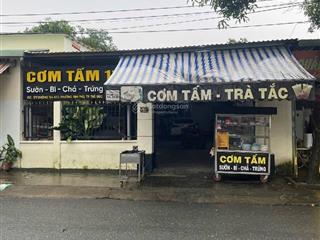 CƠM TẤM 1
Sườn - Bì - Chả - Trứng
CƠM TẤM - TRÀ TẮC
CƠM TẤM
SƯỜN - BÌ - CHẢ - TRỨNG